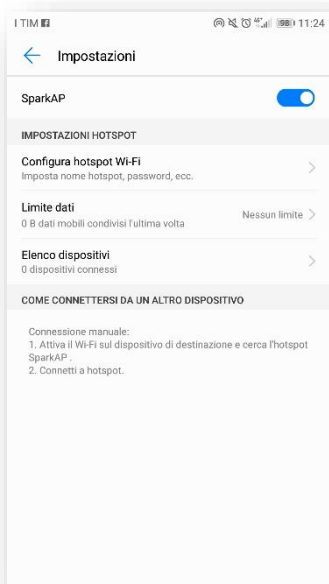 I TIM
98 11:24
Impostazioni
SparkAP
IMPOSTAZIONI HOTSPOT
Configura hotspot Wi-Fi
Imposta nome hotspot, password, ecc.
Limite dati
0 B dati mobili condivisi l'ultima volta
Nessun limite
Elenco dispositivi
0 dispositivi connessi
COME CONNETTERSI DA UN ALTRO DISPOSITIVO
Connessione manuale:
1. Attiva il Wi-Fi sul dispositivo di destinazione e cerca l'hotspot
SparkAP .
2. Connetti a hotspot.